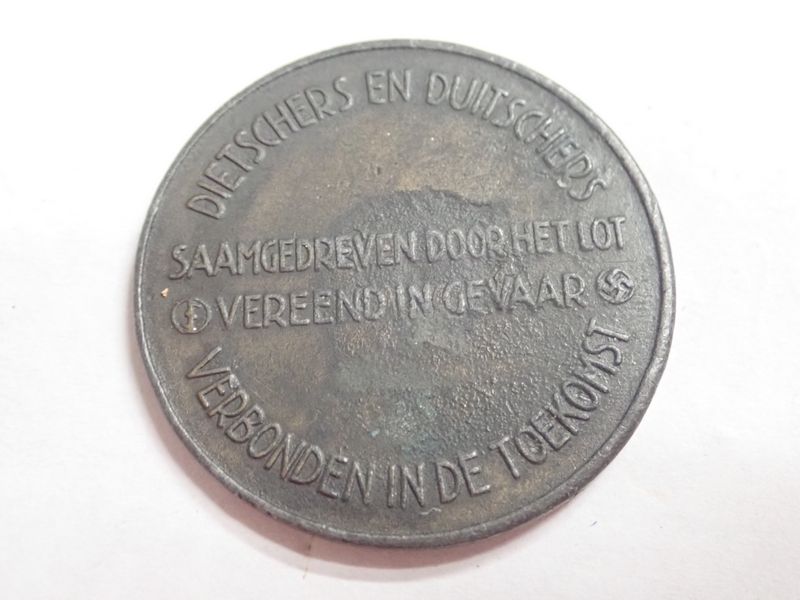 DIETSCHERS EN DUITSCHERS
SAAMGEDREVEN DOOR HET LOT
VEREEND IN GEVAAR
VERBONDEN IN DE TOEKOMST